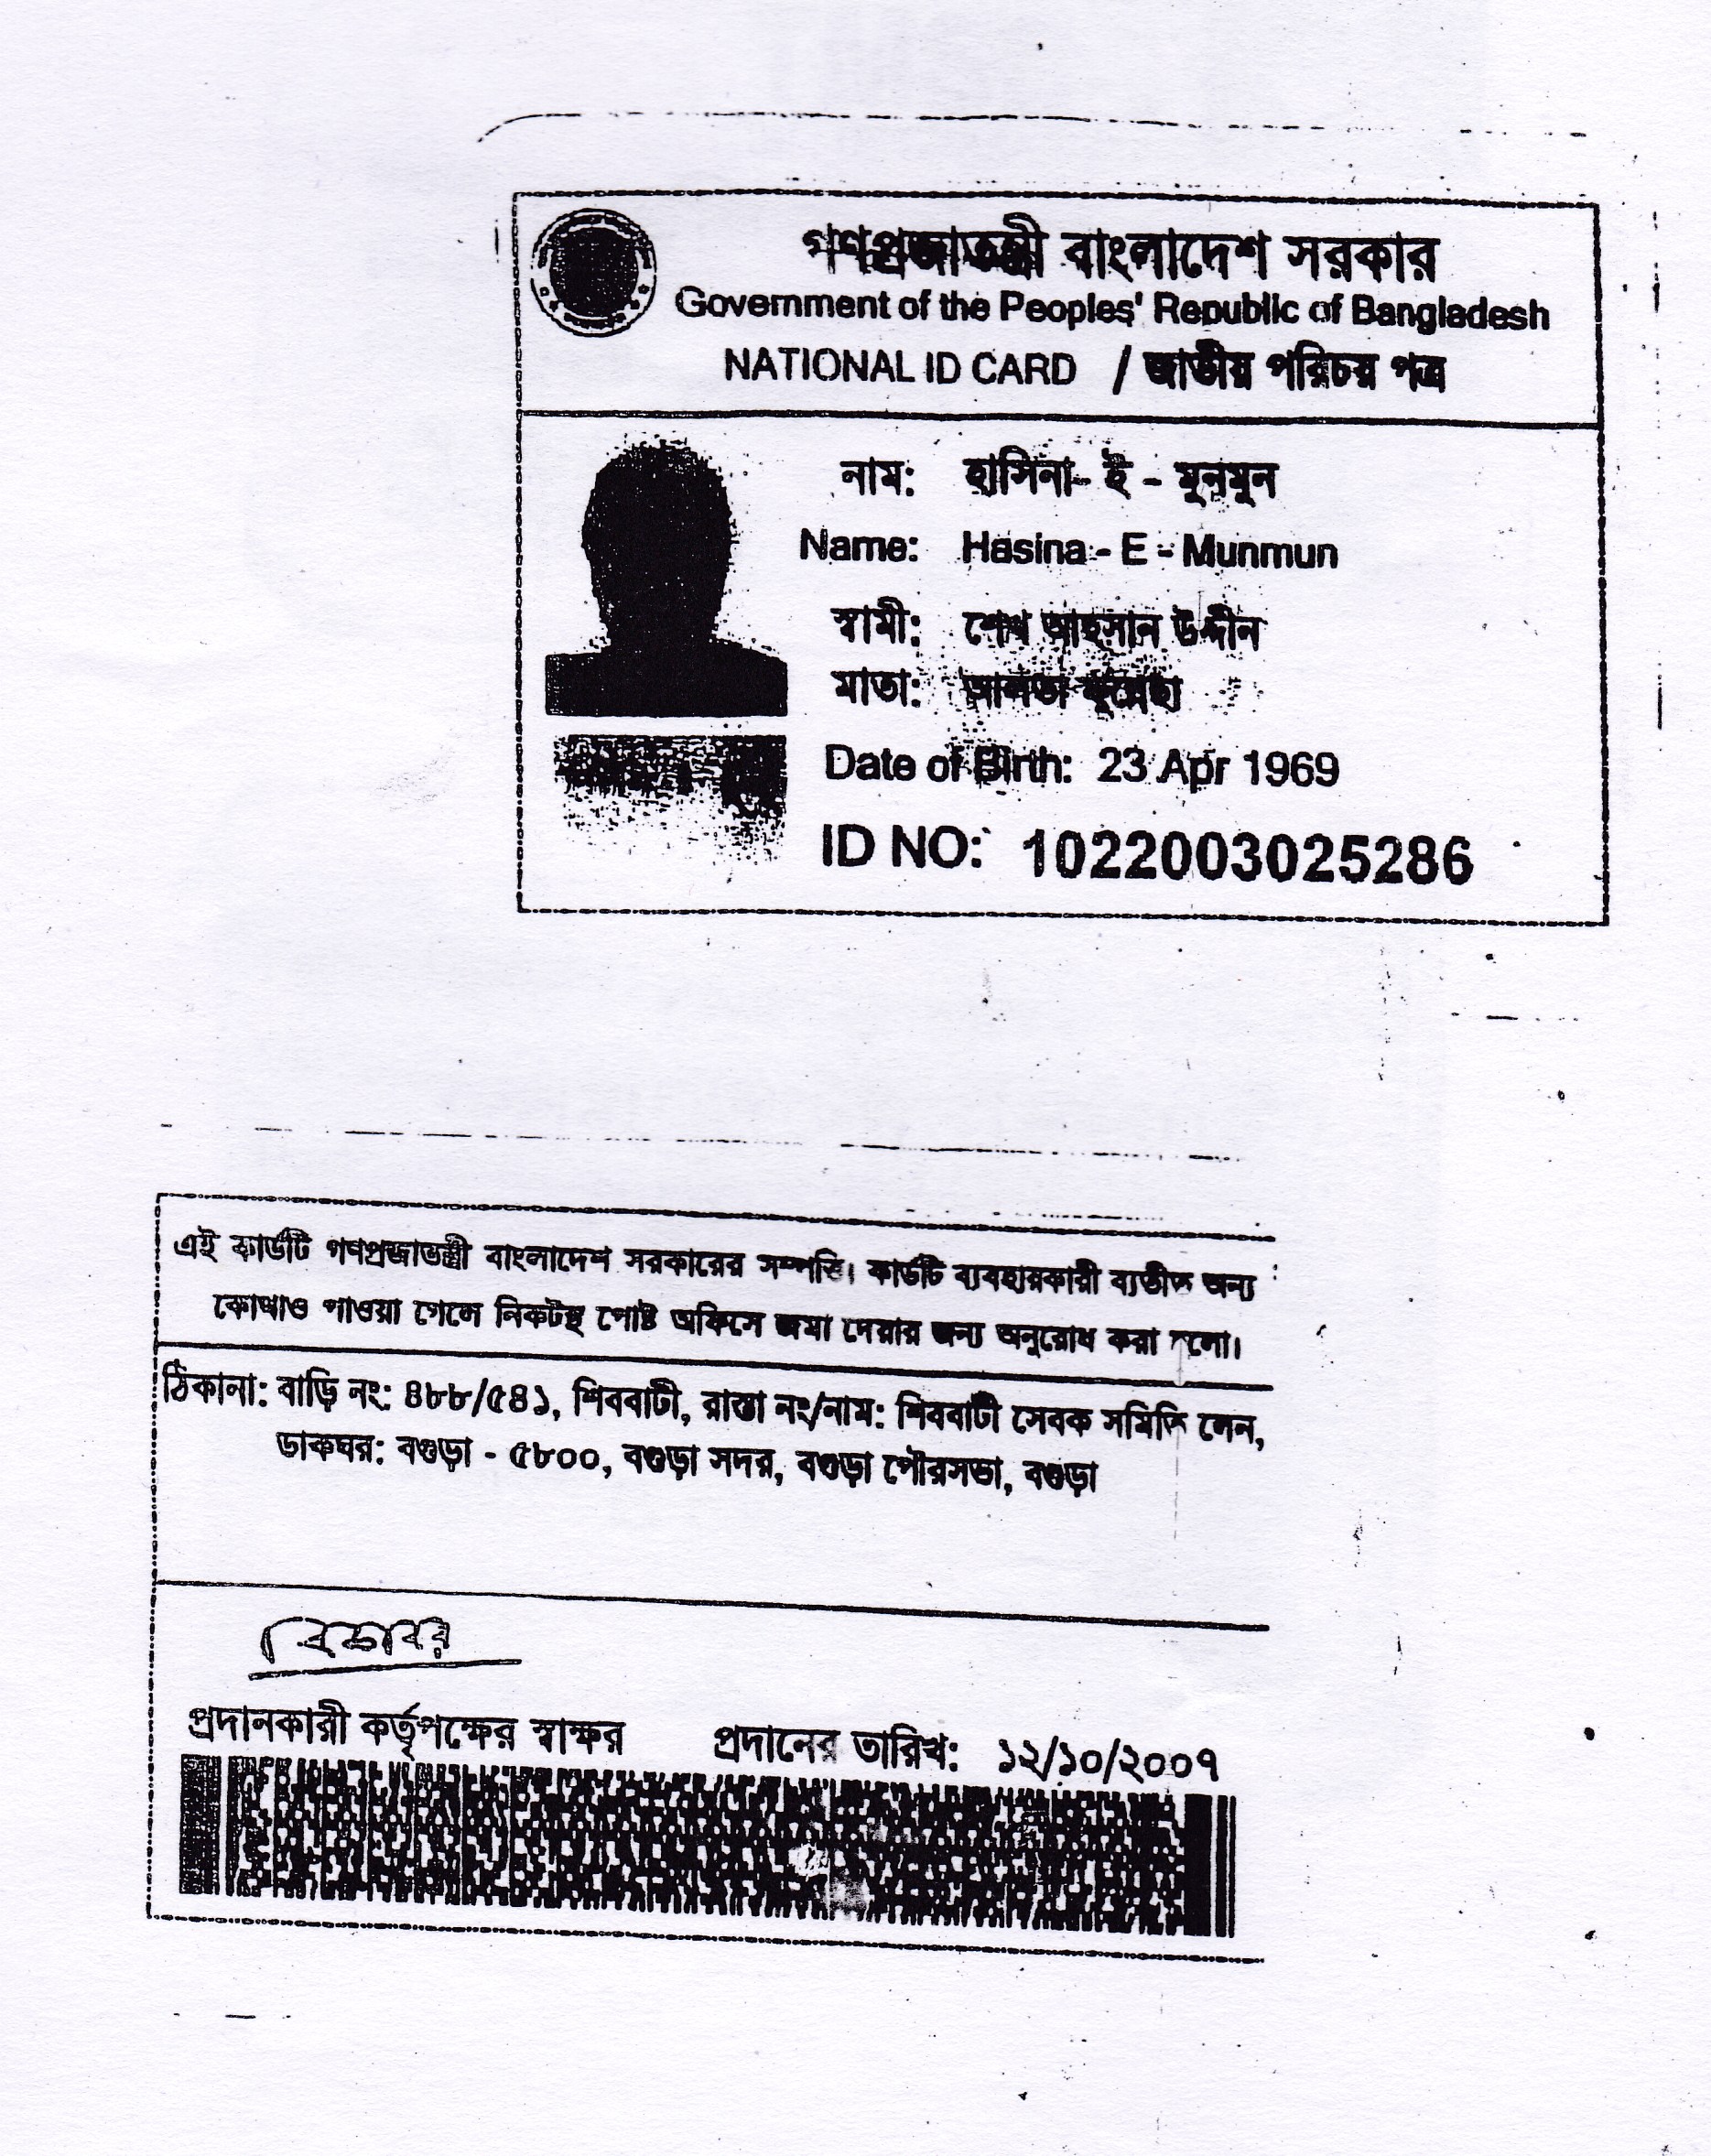 গণপ্রজাতন্ত্রী বাংলাদেশ সরকার
Government of the Peoples' Republic of Bangladesh
NATIONAL ID CARD / জাতীয় পরিচয় পত্র
নাম: হাসিনা- ই - মুনমুন
Name: Hasina - E - Munmun
স্বামী: শেখ আহসান উদ্দীন
মাতা:
Date of Birth: 23 Apr 1969
ID NO: 1022003025286
এই কার্ডটি গণপ্রজাতন্ত্রী বাংলাদেশ সরকারের সম্পত্তি। কার্ডটি ব্যবহারকারী ব্যতীত অন্য
কোথাও পাওয়া গেলে নিকটস্থ পোষ্ট অফিসে জমা দেয়ার জন্য অনুরোধ করা হলো।
ঠিকানা: বাড়ি নং: ৪৮৮/৫৪১, শিববাটী, রাস্তা নং/নাম: শিববাটী সেবক সমিতি লেন,
ডাকঘর: বগুড়া - ৫৮০০, বগুড়া সদর, বগুড়া পৌরসভা, বগুড়া
প্রদানকারী কর্তৃপক্ষের স্বাক্ষর প্রদানের তারিখ: ১২/১০/২০০৭